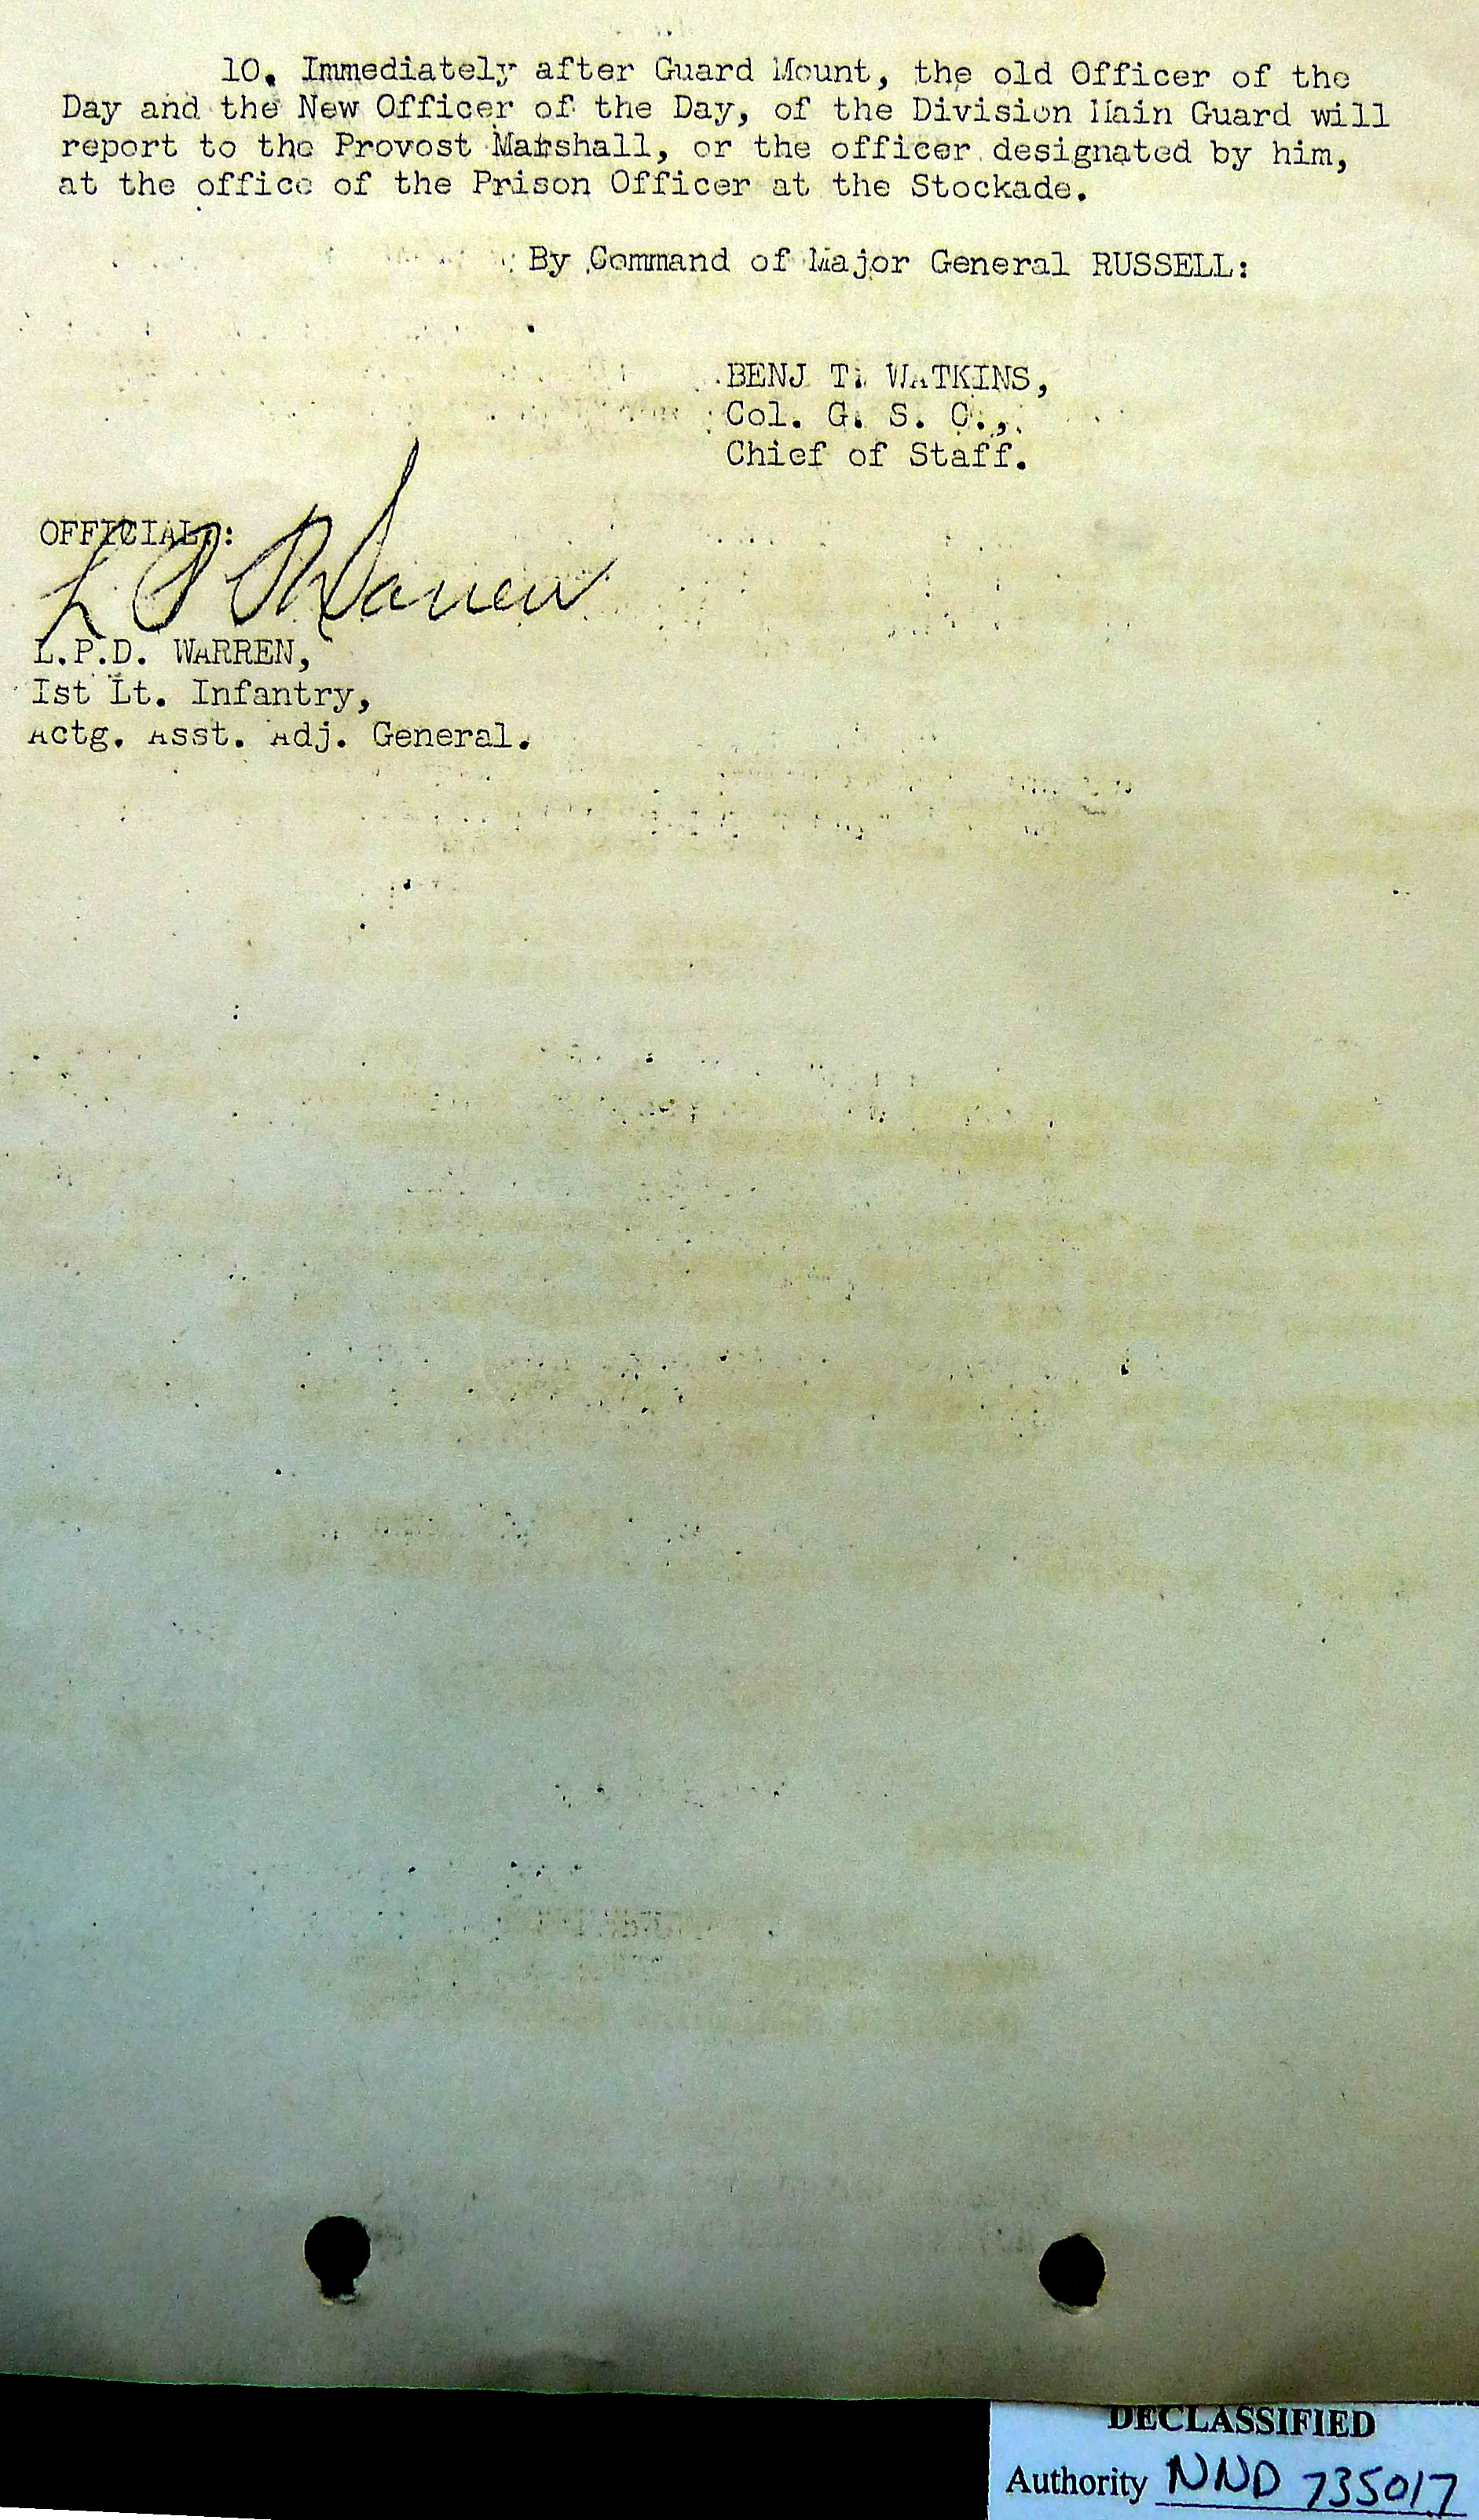 10. Immediately after Guard Mount, the old Officer of the
Day and the New Officer of the Day, of the Division Main Guard will
report to the Provost Marshall, or the officer designated by him,
at the office of the Prison Officer at the Stockade.
By Command of Major General RUSSELL:
BENJ T. WATKINS,
Col. G. S. C.,
Chief of Staff.
OFFICIAL:
L P D Warren
L.P.D. WARREN,
Ist Lt. Infantry,
Actg. Asst. Adj. General.
DECLASSIFIED
Authority NND 735017